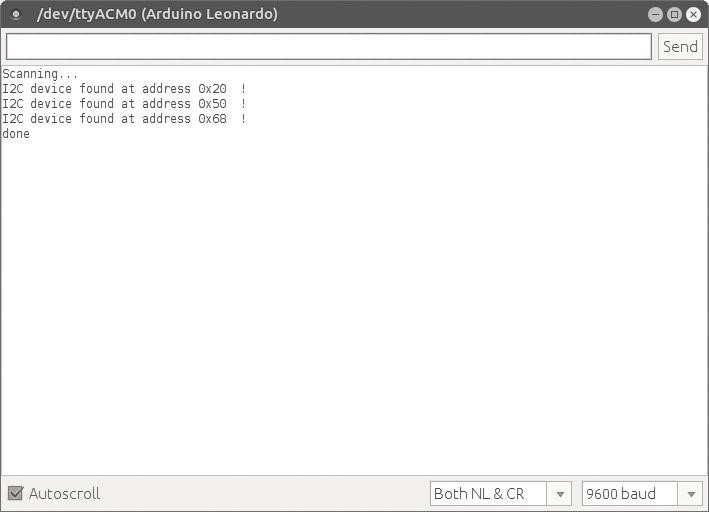 /dev/ttyACM0 (Arduino Leonardo)
Send
Scanning...
I2C device found at address 0x20  !
I2C device found at address 0x50  !
I2C device found at address 0x68  !
done
Autoscroll
Both NL & CR
9600 baud